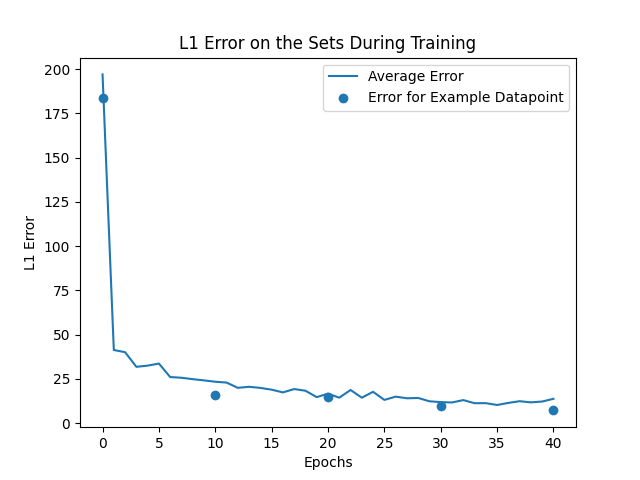 L1 Error on the Sets During Training
Average Error
Error for Example Datapoint
200
175
150
125
100
75
50
25
0
L1 Error
0 5 10 15 20 25 30 35 40
Epochs